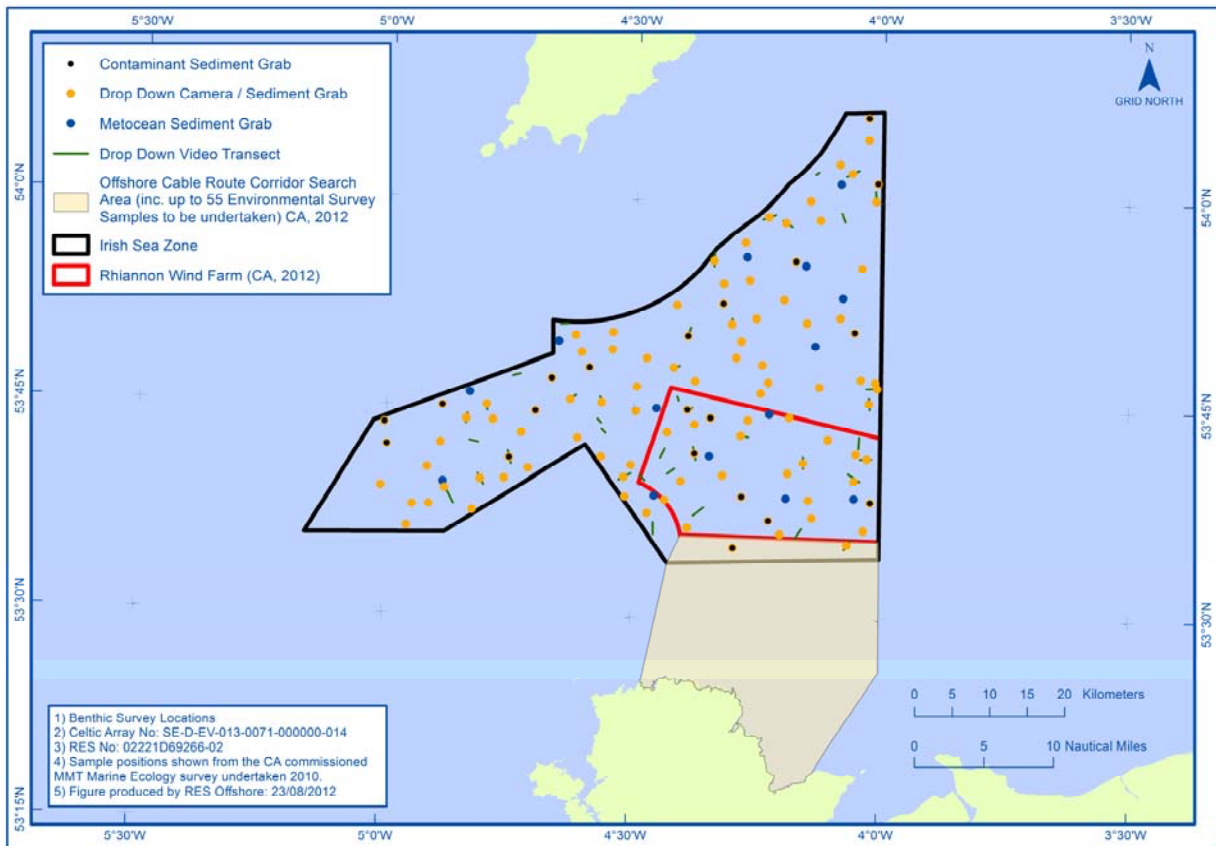 5°30'W 5°0'W 4°30'W 4°0'W 3°30'W
N
GRID NORTH
Contaminant Sediment Grab
Drop Down Camera / Sediment Grab
Metocean Sediment Grab
Drop Down Video Transect
Offshore Cable Route Corridor Search
Area (inc. up to 55 Environmental Survey
Samples to be undertaken) CA, 2012
Irish Sea Zone
Rhiannon Wind Farm (CA, 2012)
54°0'N 54°0'N
53°45'N 53°45'N
53°30'N 53°30'N
53°15'N 53°15'N
0 5 10 15 20 Kilometers
0 5 10 Nautical Miles
1) Benthic Survey Locations
2) Celtic Array No: SE-D-EV-013-0071-000000-014
3) RES No: 02221D69266-02
4) Sample positions shown from the CA commissioned
MMT Marine Ecology survey undertaken 2010.
5) Figure produced by RES Offshore: 23/08/2012
5°30'W 5°0'W 4°30'W 4°0'W 3°30'W